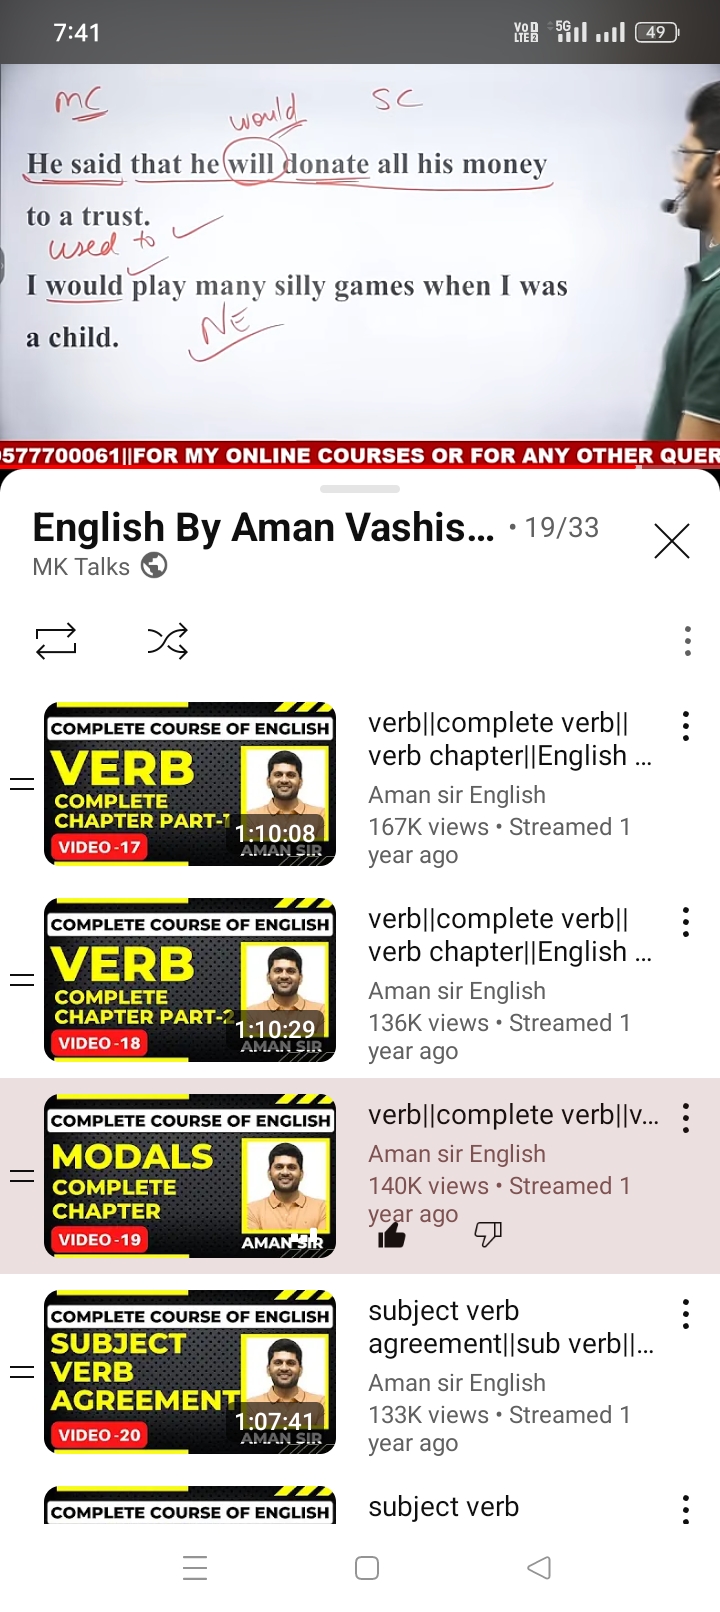 7:41
VoD LTE2 5G 49
MC would SC
He said that he will donate all his money
to a trust.
used to
I would play many silly games when I was
a child.
NE
9577700061||FOR MY ONLINE COURSES OR FOR ANY OTHER QUER
English By Aman Vashis... • 19/33
MK Talks
COMPLETE COURSE OF ENGLISH
VERB
COMPLETE
CHAPTER PART-1
VIDEO -17
1:10:08
AMAN SIR
verb||complete verb||
verb chapter||English ...
Aman sir English
167K views • Streamed 1
year ago
COMPLETE COURSE OF ENGLISH
VERB
COMPLETE
CHAPTER PART-2
VIDEO -18
1:10:29
AMAN SIR
verb||complete verb||
verb chapter||English ...
Aman sir English
136K views • Streamed 1
year ago
COMPLETE COURSE OF ENGLISH
MODALS
COMPLETE
CHAPTER
VIDEO -19
AMAN SIR
verb||complete verb||v...
Aman sir English
140K views • Streamed 1
year ago
COMPLETE COURSE OF ENGLISH
SUBJECT
VERB
AGREEMENT
VIDEO -20
1:07:41
AMAN SIR
subject verb
agreement||sub verb||...
Aman sir English
133K views • Streamed 1
year ago
COMPLETE COURSE OF ENGLISH
subject verb